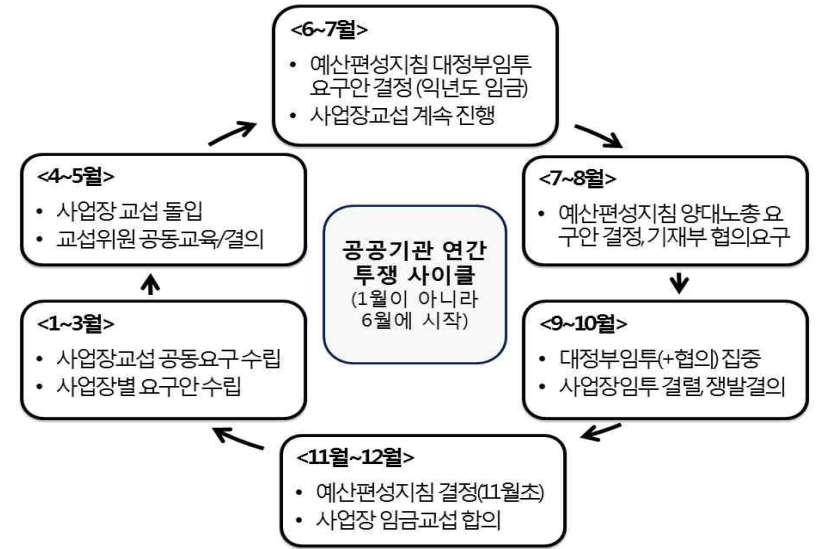 <6~7월>
• 예산편성지침 대정부임투
요구안 결정 (익년도 임금)
• 사업장교섭 계속 진행
<7~8월>
• 예산편성지침 양대노총 요
구안 결정, 기재부 협의요구
<9~10월>
• 대정부임투(+협의) 집중
• 사업장임투 결렬, 쟁발결의
<11월~12월>
• 예산편성지침 결정(11월초)
• 사업장 임금교섭 합의
<1~3월>
• 사업장교섭 공동요구 수립
• 사업장별 요구안 수립
<4~5월>
• 사업장 교섭 돌입
• 교섭위원 공동교육/결의
공공기관 연간
투쟁 사이클
(1월이 아니라
6월에 시작)